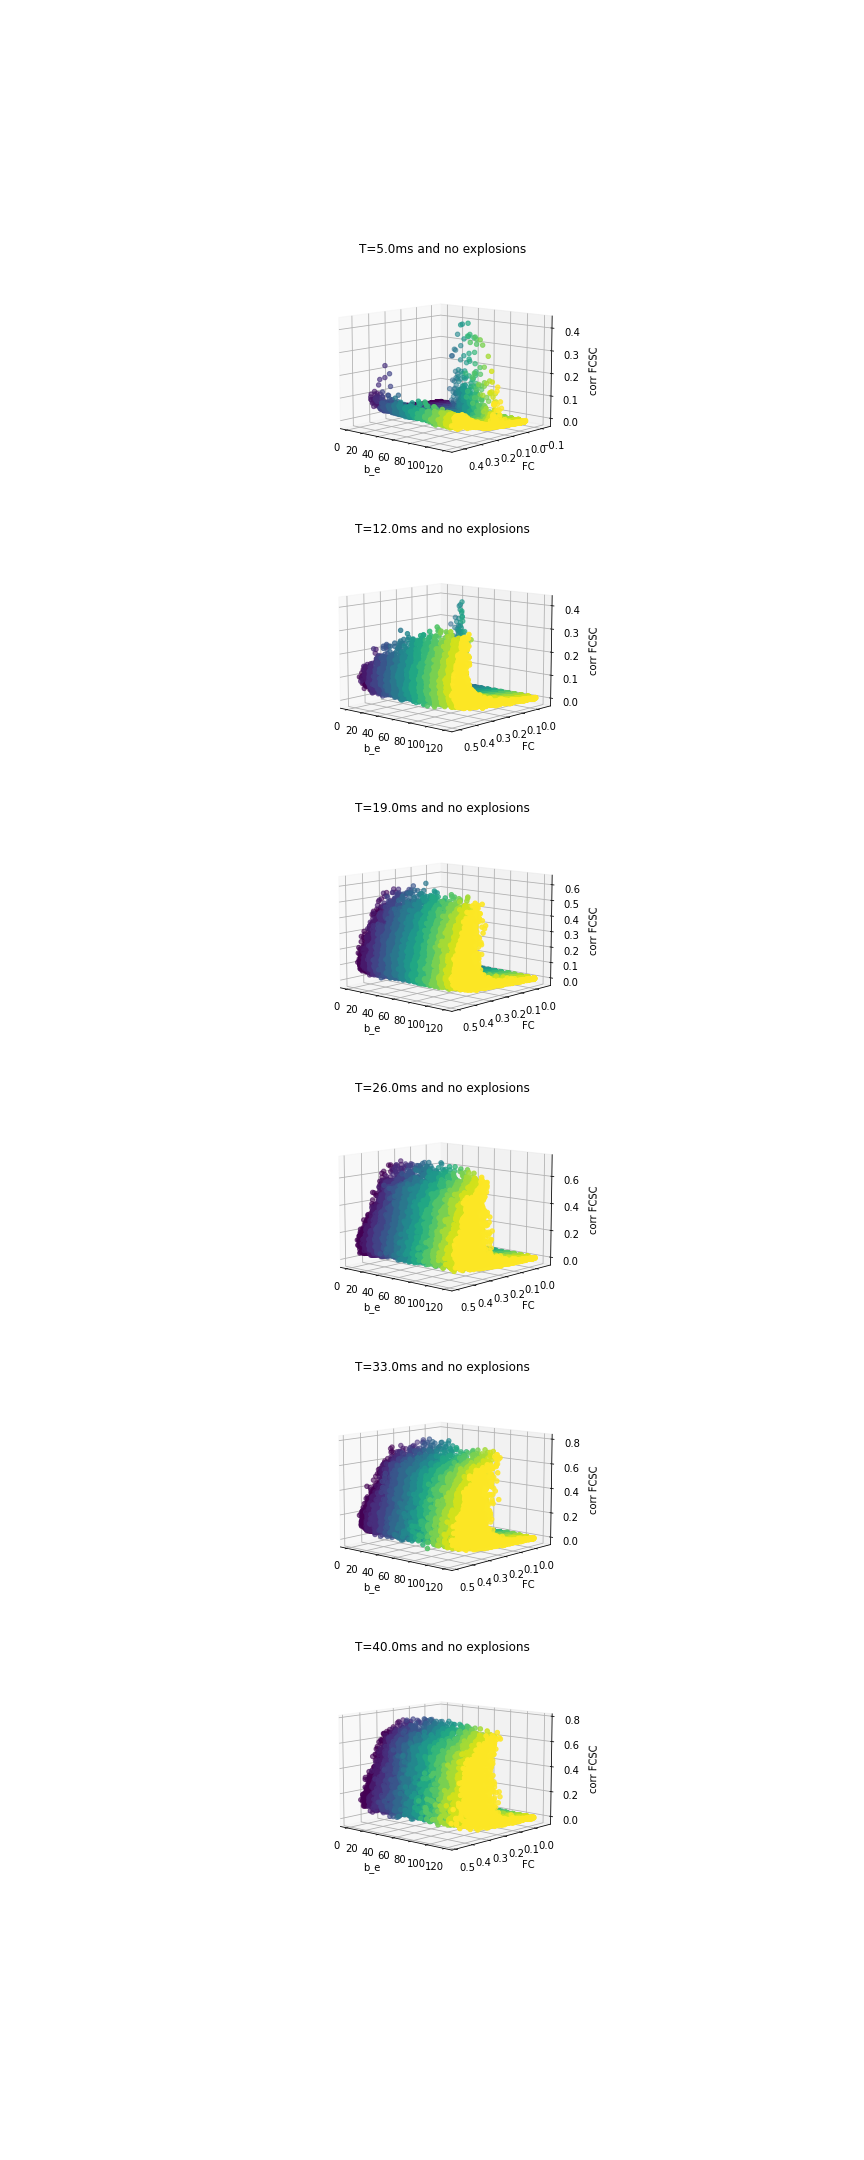 T=5.0ms and no explosions
0.4
0.3
0.2
0.1
0.0
corr FCSC
0 20 40 60 80 100 120
b_e
0.4 0.3 0.2 0.1 0.0 −0.1
FC
T=12.0ms and no explosions
0.4
0.3
0.2
0.1
0.0
corr FCSC
0 20 40 60 80 100 120
b_e
0.5 0.4 0.3 0.2 0.1 0.0
FC
T=19.0ms and no explosions
0.6
0.5
0.4
0.3
0.2
0.1
0.0
corr FCSC
0 20 40 60 80 100 120
b_e
0.5 0.4 0.3 0.2 0.1 0.0
FC
T=26.0ms and no explosions
0.6
0.4
0.2
0.0
corr FCSC
0 20 40 60 80 100 120
b_e
0.5 0.4 0.3 0.2 0.1 0.0
FC
T=33.0ms and no explosions
0.8
0.6
0.4
0.2
0.0
corr FCSC
0 20 40 60 80 100 120
b_e
0.5 0.4 0.3 0.2 0.1 0.0
FC
T=40.0ms and no explosions
0.8
0.6
0.4
0.2
0.0
corr FCSC
0 20 40 60 80 100 120
b_e
0.5 0.4 0.3 0.2 0.1 0.0
FC